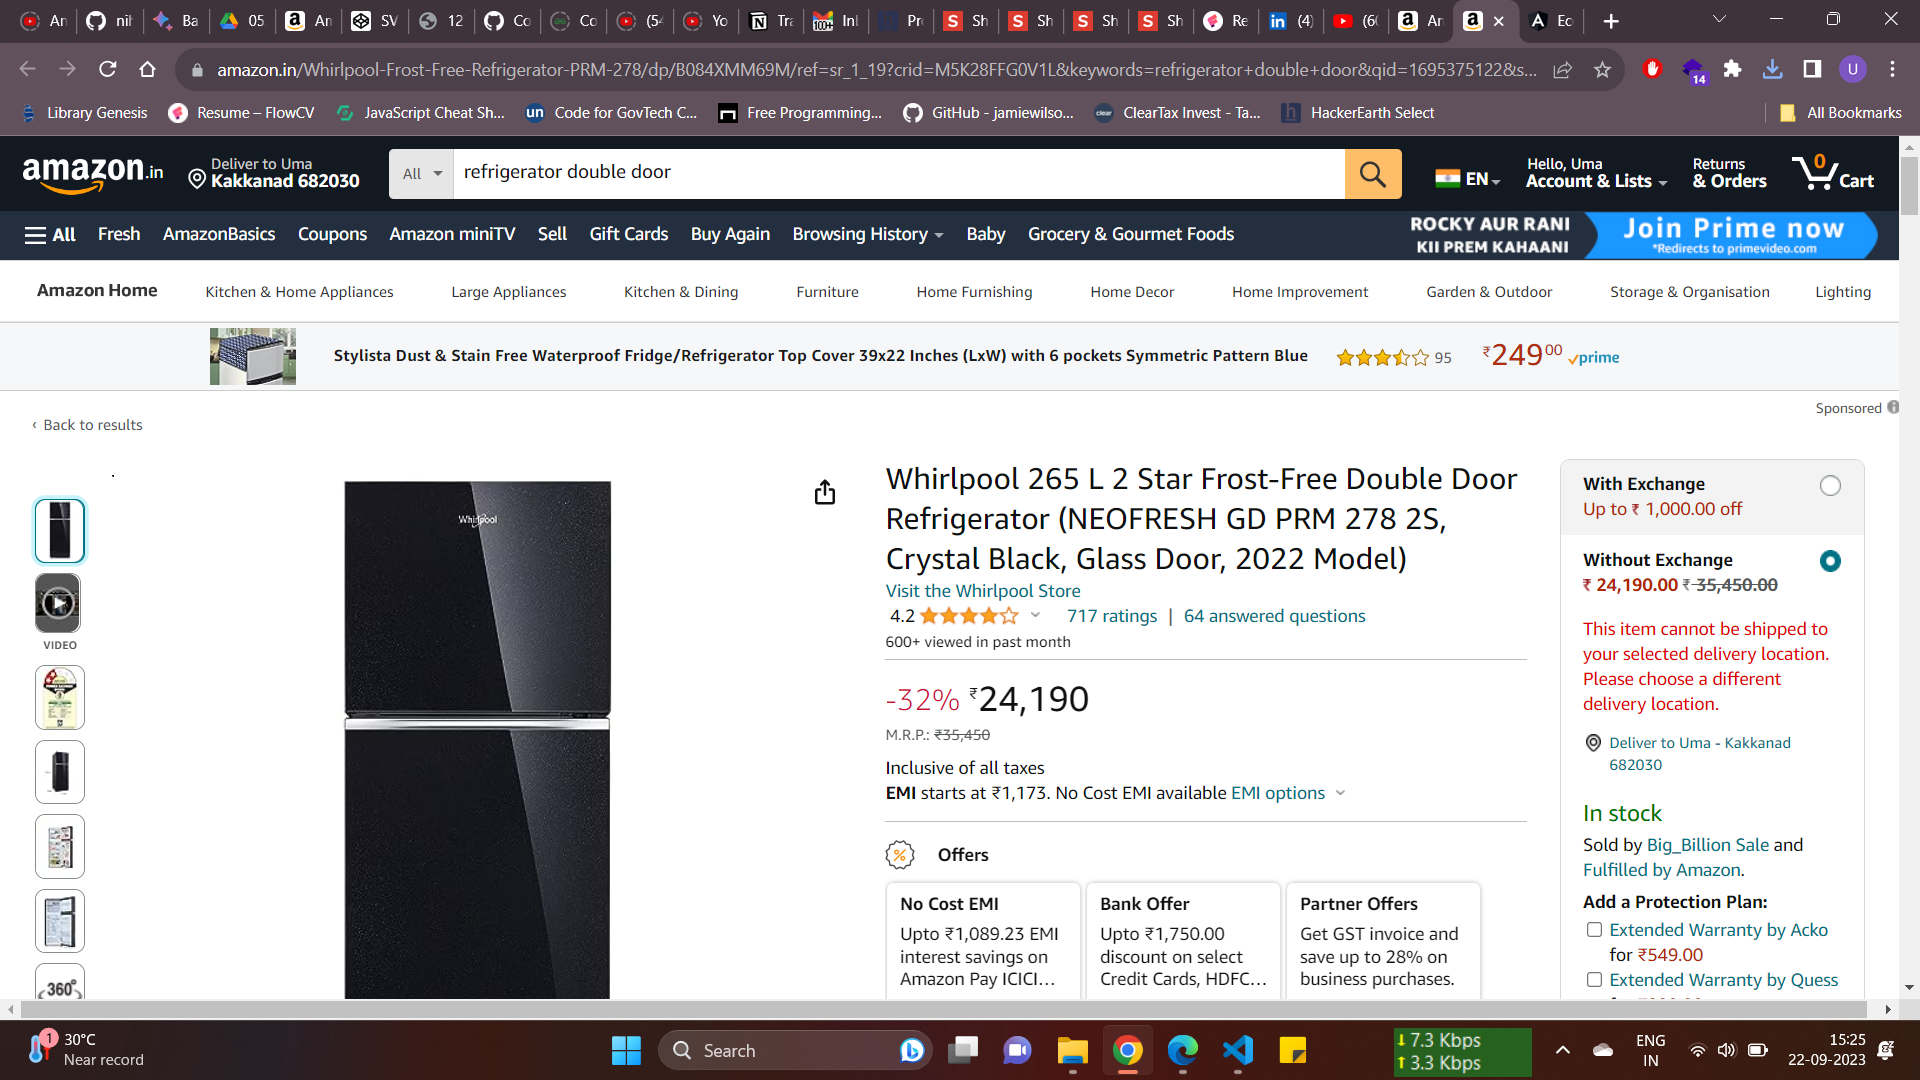 An
nih
Ba
05
An
SV
12
Co
Co
(54
Yo
Tra
100+
Inb
Pr
Sh
Sh
Sh
Sh
Re
(4)
(60
An
Ec
amazon.in/Whirlpool-Frost-Free-Refrigerator-PRM-278/dp/B084XMM69M/ref=sr_1_19?crid=M5K28FFG0V1L&keywords=refrigerator+double+door&qid=1695375122&s...
14
U
Library Genesis
Resume – FlowCV
JavaScript Cheat Sh...
un Code for GovTech C...
Free Programming...
GitHub - jamiewilso...
clear ClearTax Invest - Ta...
h HackerEarth Select
All Bookmarks
amazon.in
Deliver to Uma
Kakkanad 682030
All
refrigerator double door
EN
Hello, Uma
Account & Lists
Returns
& Orders
0
Cart
All
Fresh
AmazonBasics
Coupons
Amazon miniTV
Sell
Gift Cards
Buy Again
Browsing History
Baby
Grocery & Gourmet Foods
ROCKY AUR RANI
KII PREM KAHAANI
Join Prime now
*Redirects to primevideo.com
Amazon Home
Kitchen & Home Appliances
Large Appliances
Kitchen & Dining
Furniture
Home Furnishing
Home Decor
Home Improvement
Garden & Outdoor
Storage & Organisation
Lighting
Stylista Dust & Stain Free Waterproof Fridge/Refrigerator Top Cover 39x22 Inches (LxW) with 6 pockets Symmetric Pattern Blue
95
₹24900
prime
Sponsored
‹ Back to results
VIDEO
360°
Whirlpool
Whirlpool 265 L 2 Star Frost-Free Double Door
Refrigerator (NEOFRESH GD PRM 278 2S,
Crystal Black, Glass Door, 2022 Model)
Visit the Whirlpool Store
4.2
717 ratings | 64 answered questions
600+ viewed in past month
-32% ₹24,190
M.R.P.: ₹35,450
Inclusive of all taxes
EMI starts at ₹1,173. No Cost EMI available EMI options
% Offers
No Cost EMI
Upto ₹1,089.23 EMI
interest savings on
Amazon Pay ICICI...
Bank Offer
Upto ₹1,750.00
discount on select
Credit Cards, HDFC...
Partner Offers
Get GST invoice and
save up to 28% on
business purchases.
With Exchange
Up to ₹ 1,000.00 off
Without Exchange
₹ 24,190.00 ₹ 35,450.00
This item cannot be shipped to
your selected delivery location.
Please choose a different
delivery location.
Deliver to Uma - Kakkanad
682030
In stock
Sold by Big_Billion Sale and
Fulfilled by Amazon.
Add a Protection Plan:
Extended Warranty by Acko
for ₹549.00
Extended Warranty by Quess
1
30°C
Near record
Search
↓ 7.3 Kbps
↑ 3.3 Kbps
ENG
IN
15:25
22-09-2023